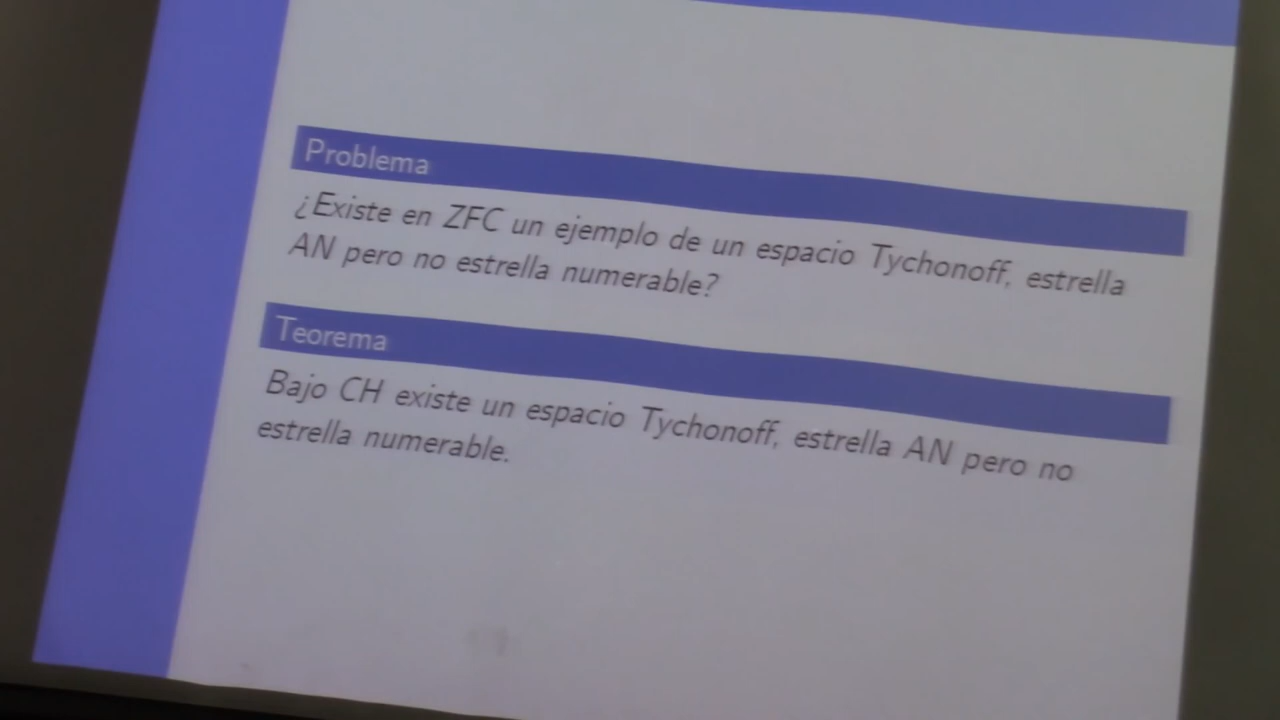 Problema
¿Existe en ZFC un ejemplo de un espacio Tychonoff, estrella
AN pero no estrella numerable?
Teorema
Bajo CH existe un espacio Tychonoff, estrella AN pero no
estrella numerable.